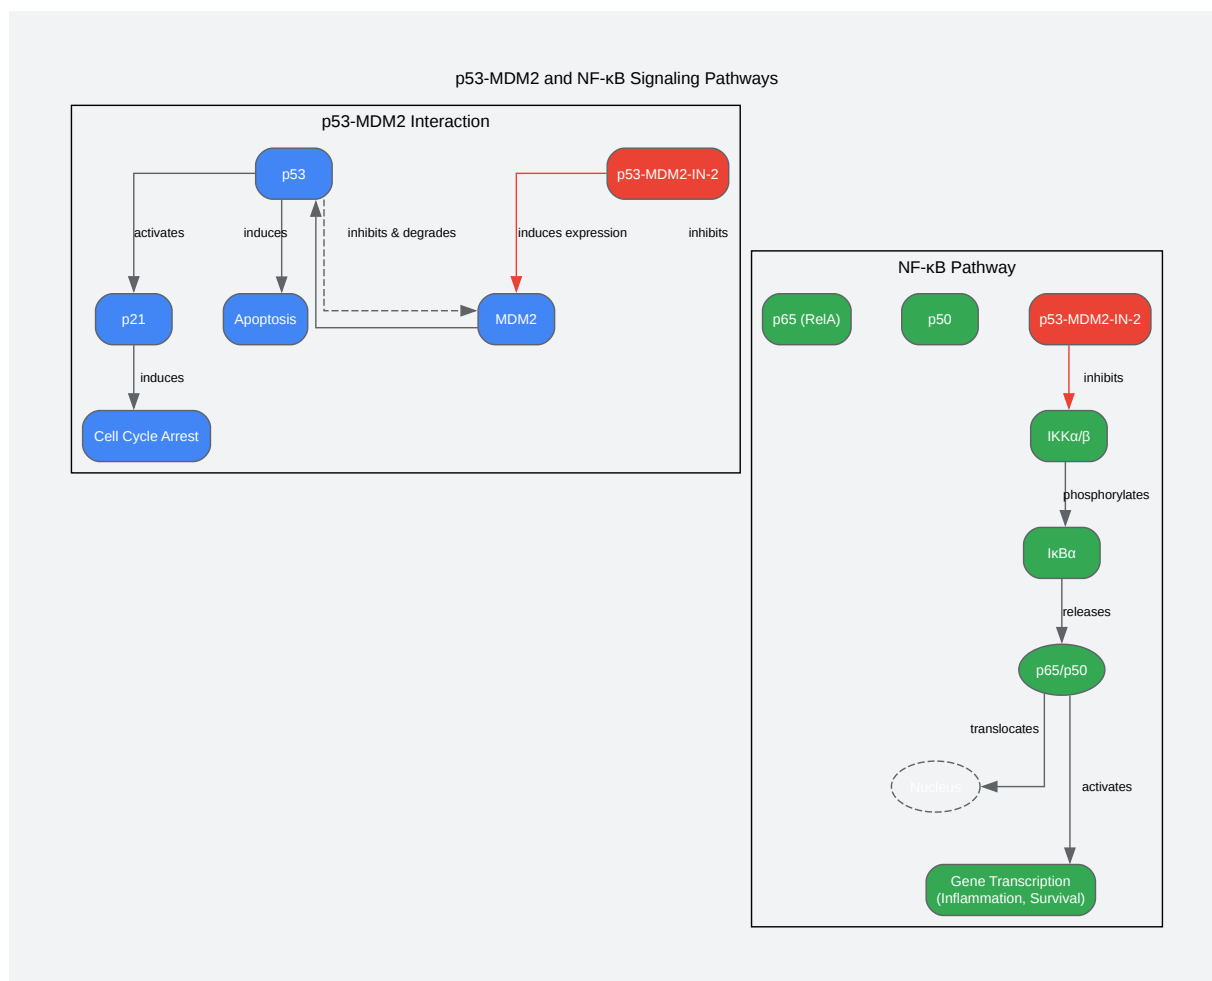 p53-MDM2 and NF-κB Signaling Pathways
p53-MDM2 Interaction
p53
p53-MDM2-IN-2
activates
induces
inhibits & degrades
induces expression
inhibits
p21
Apoptosis
MDM2
induces
Cell Cycle Arrest
NF-κB Pathway
p65 (RelA)
p50
p53-MDM2-IN-2
inhibits
IKKα/β
phosphorylates
IκBα
releases
p65/p50
translocates
Nucleus
activates
Gene Transcription
(Inflammation, Survival)